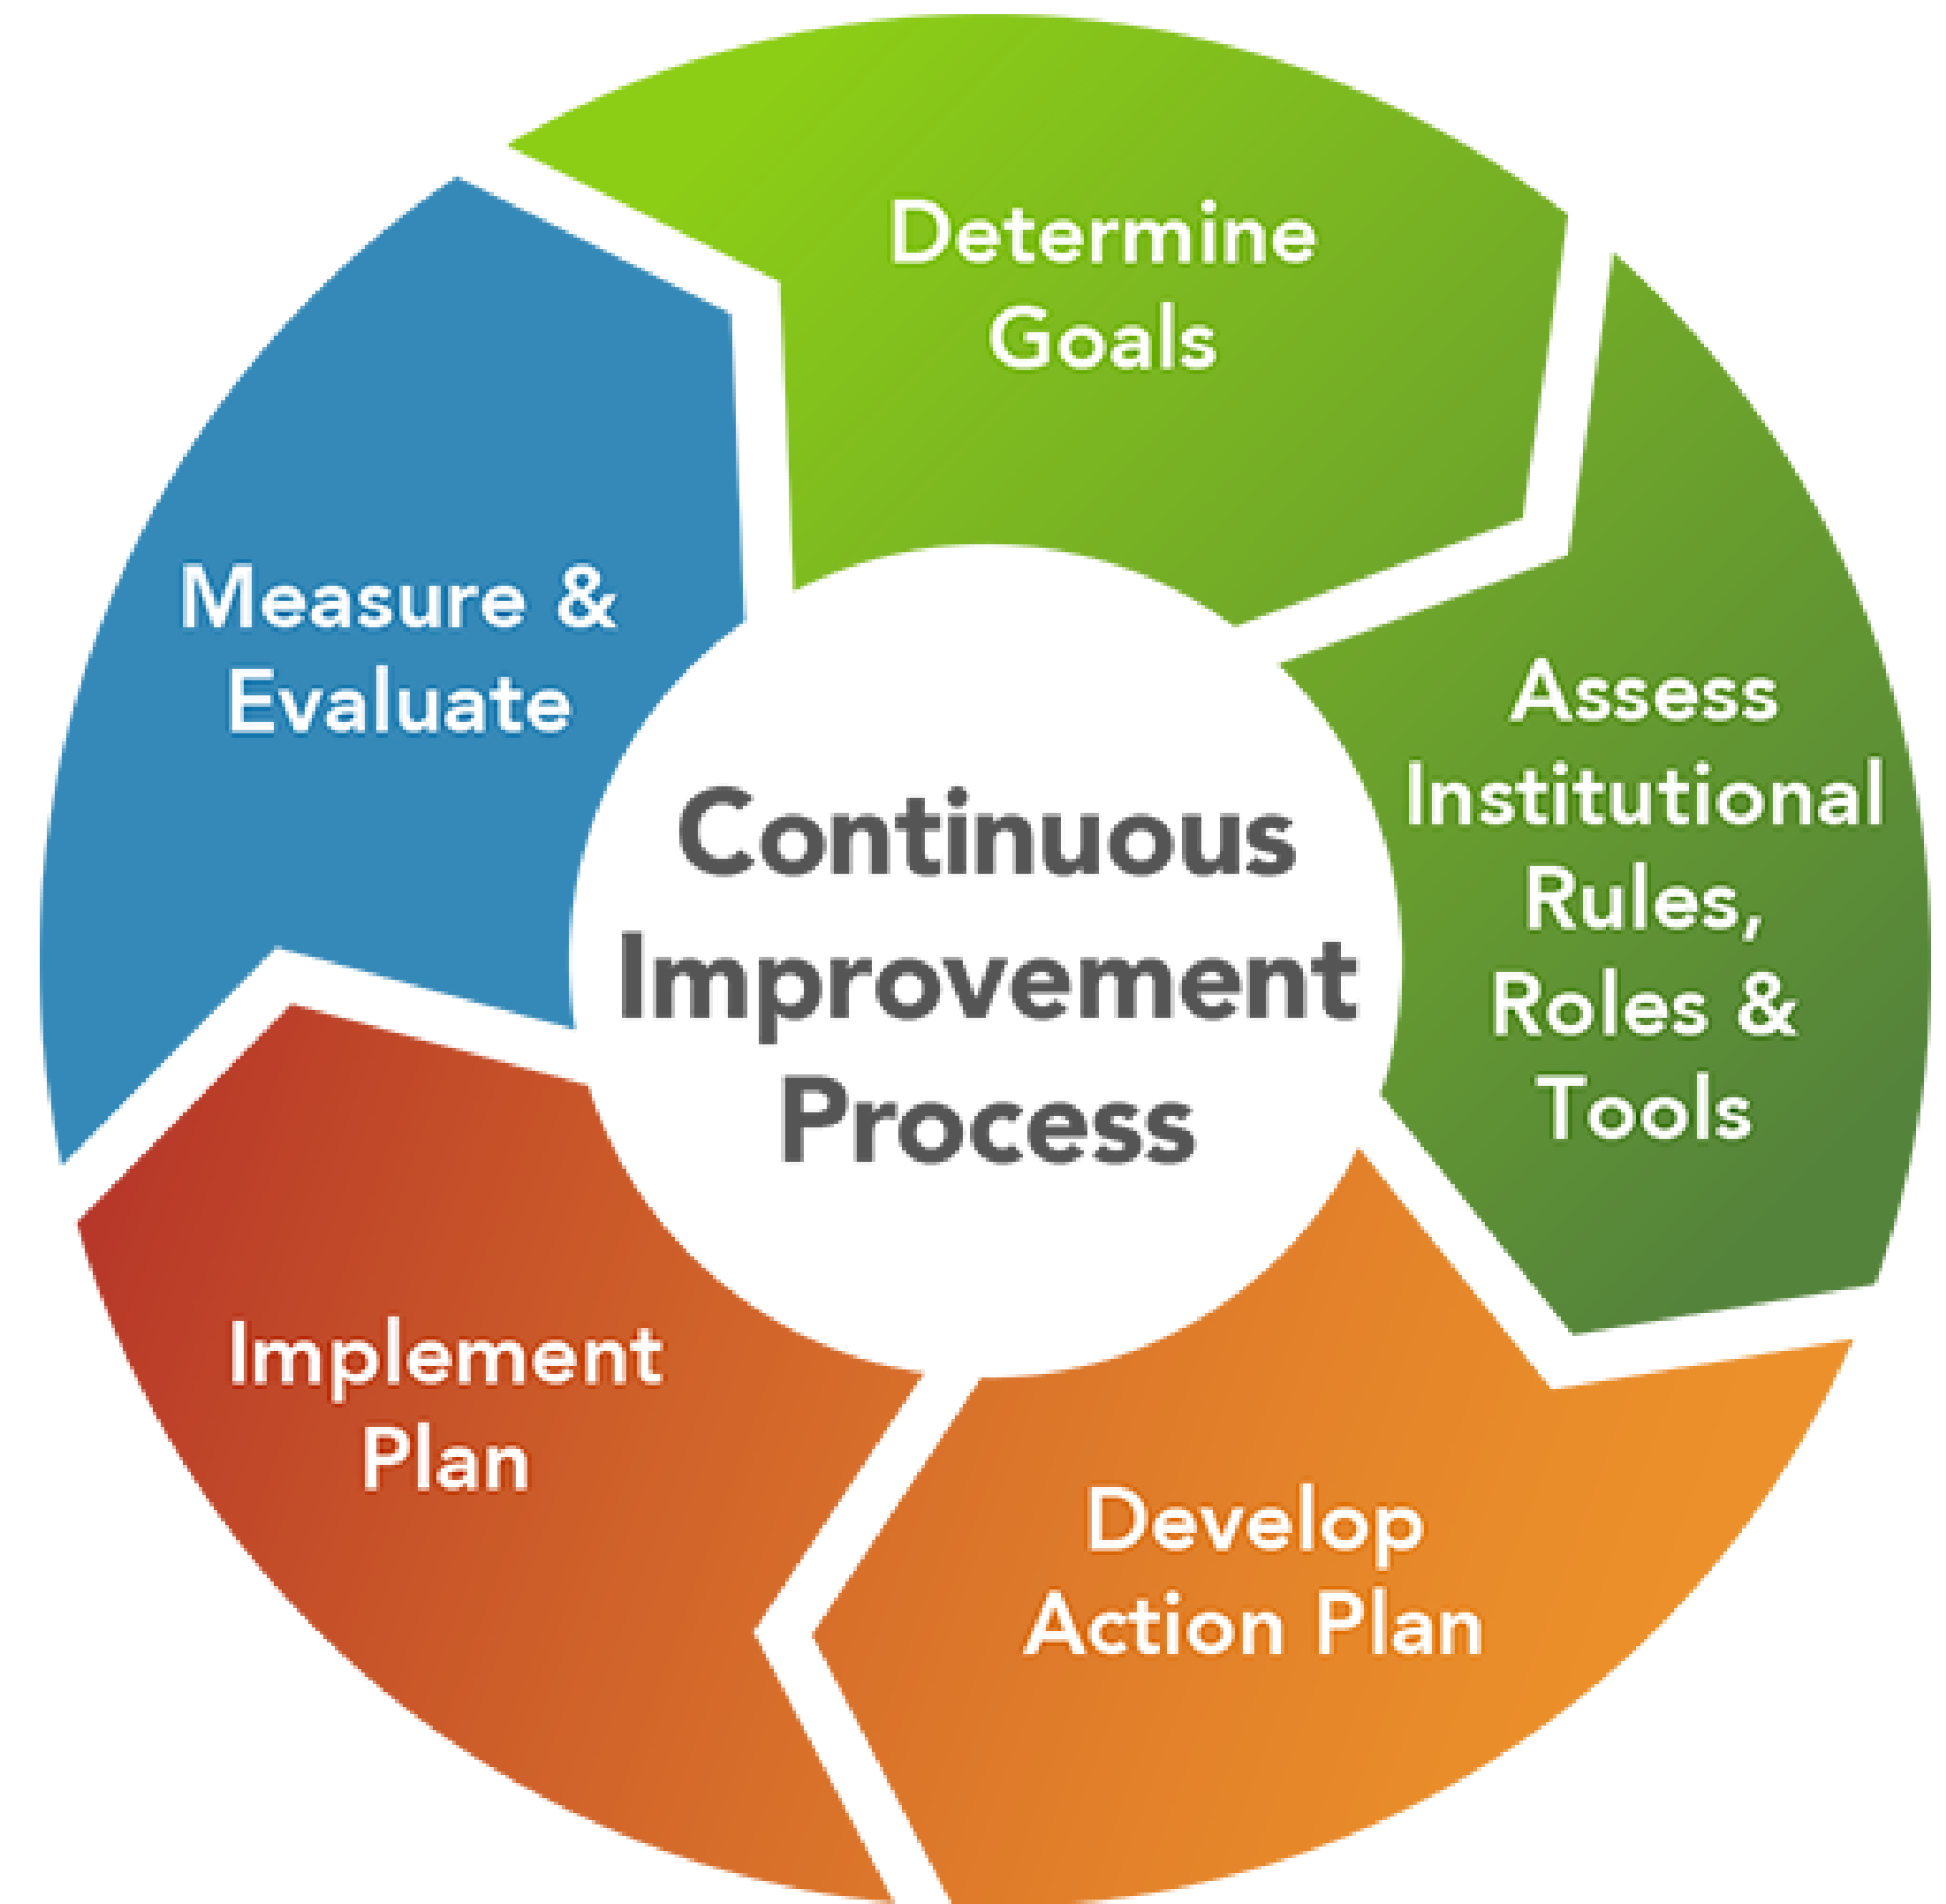 Determine
Goals
Assess
Institutional
Rules,
Roles &
Tools
Develop
Action Plan
Implement
Plan
Measure &
Evaluate
Continuous
Improvement
Process